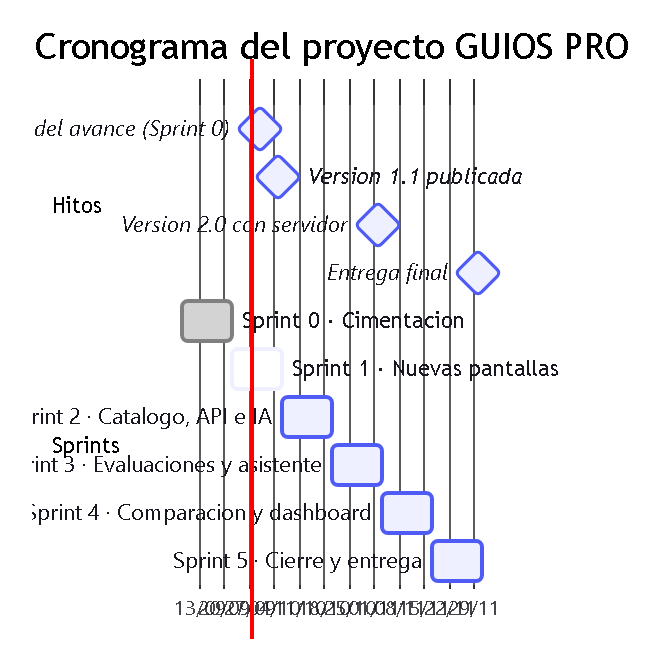 Cronograma del proyecto GUIOS PRO
del avance (Sprint 0)
Version 1.1 publicada
Hitos
Version 2.0 con servidor
Entrega final
Sprint 0 · Cimentacion
Sprint 1 · Nuevas pantallas
rint 2 · Catalogo, API e IA
Sprints
int 3 · Evaluaciones y asistente
Sprint 4 · Comparacion y dashboard
Sprint 5 · Cierre y entrega